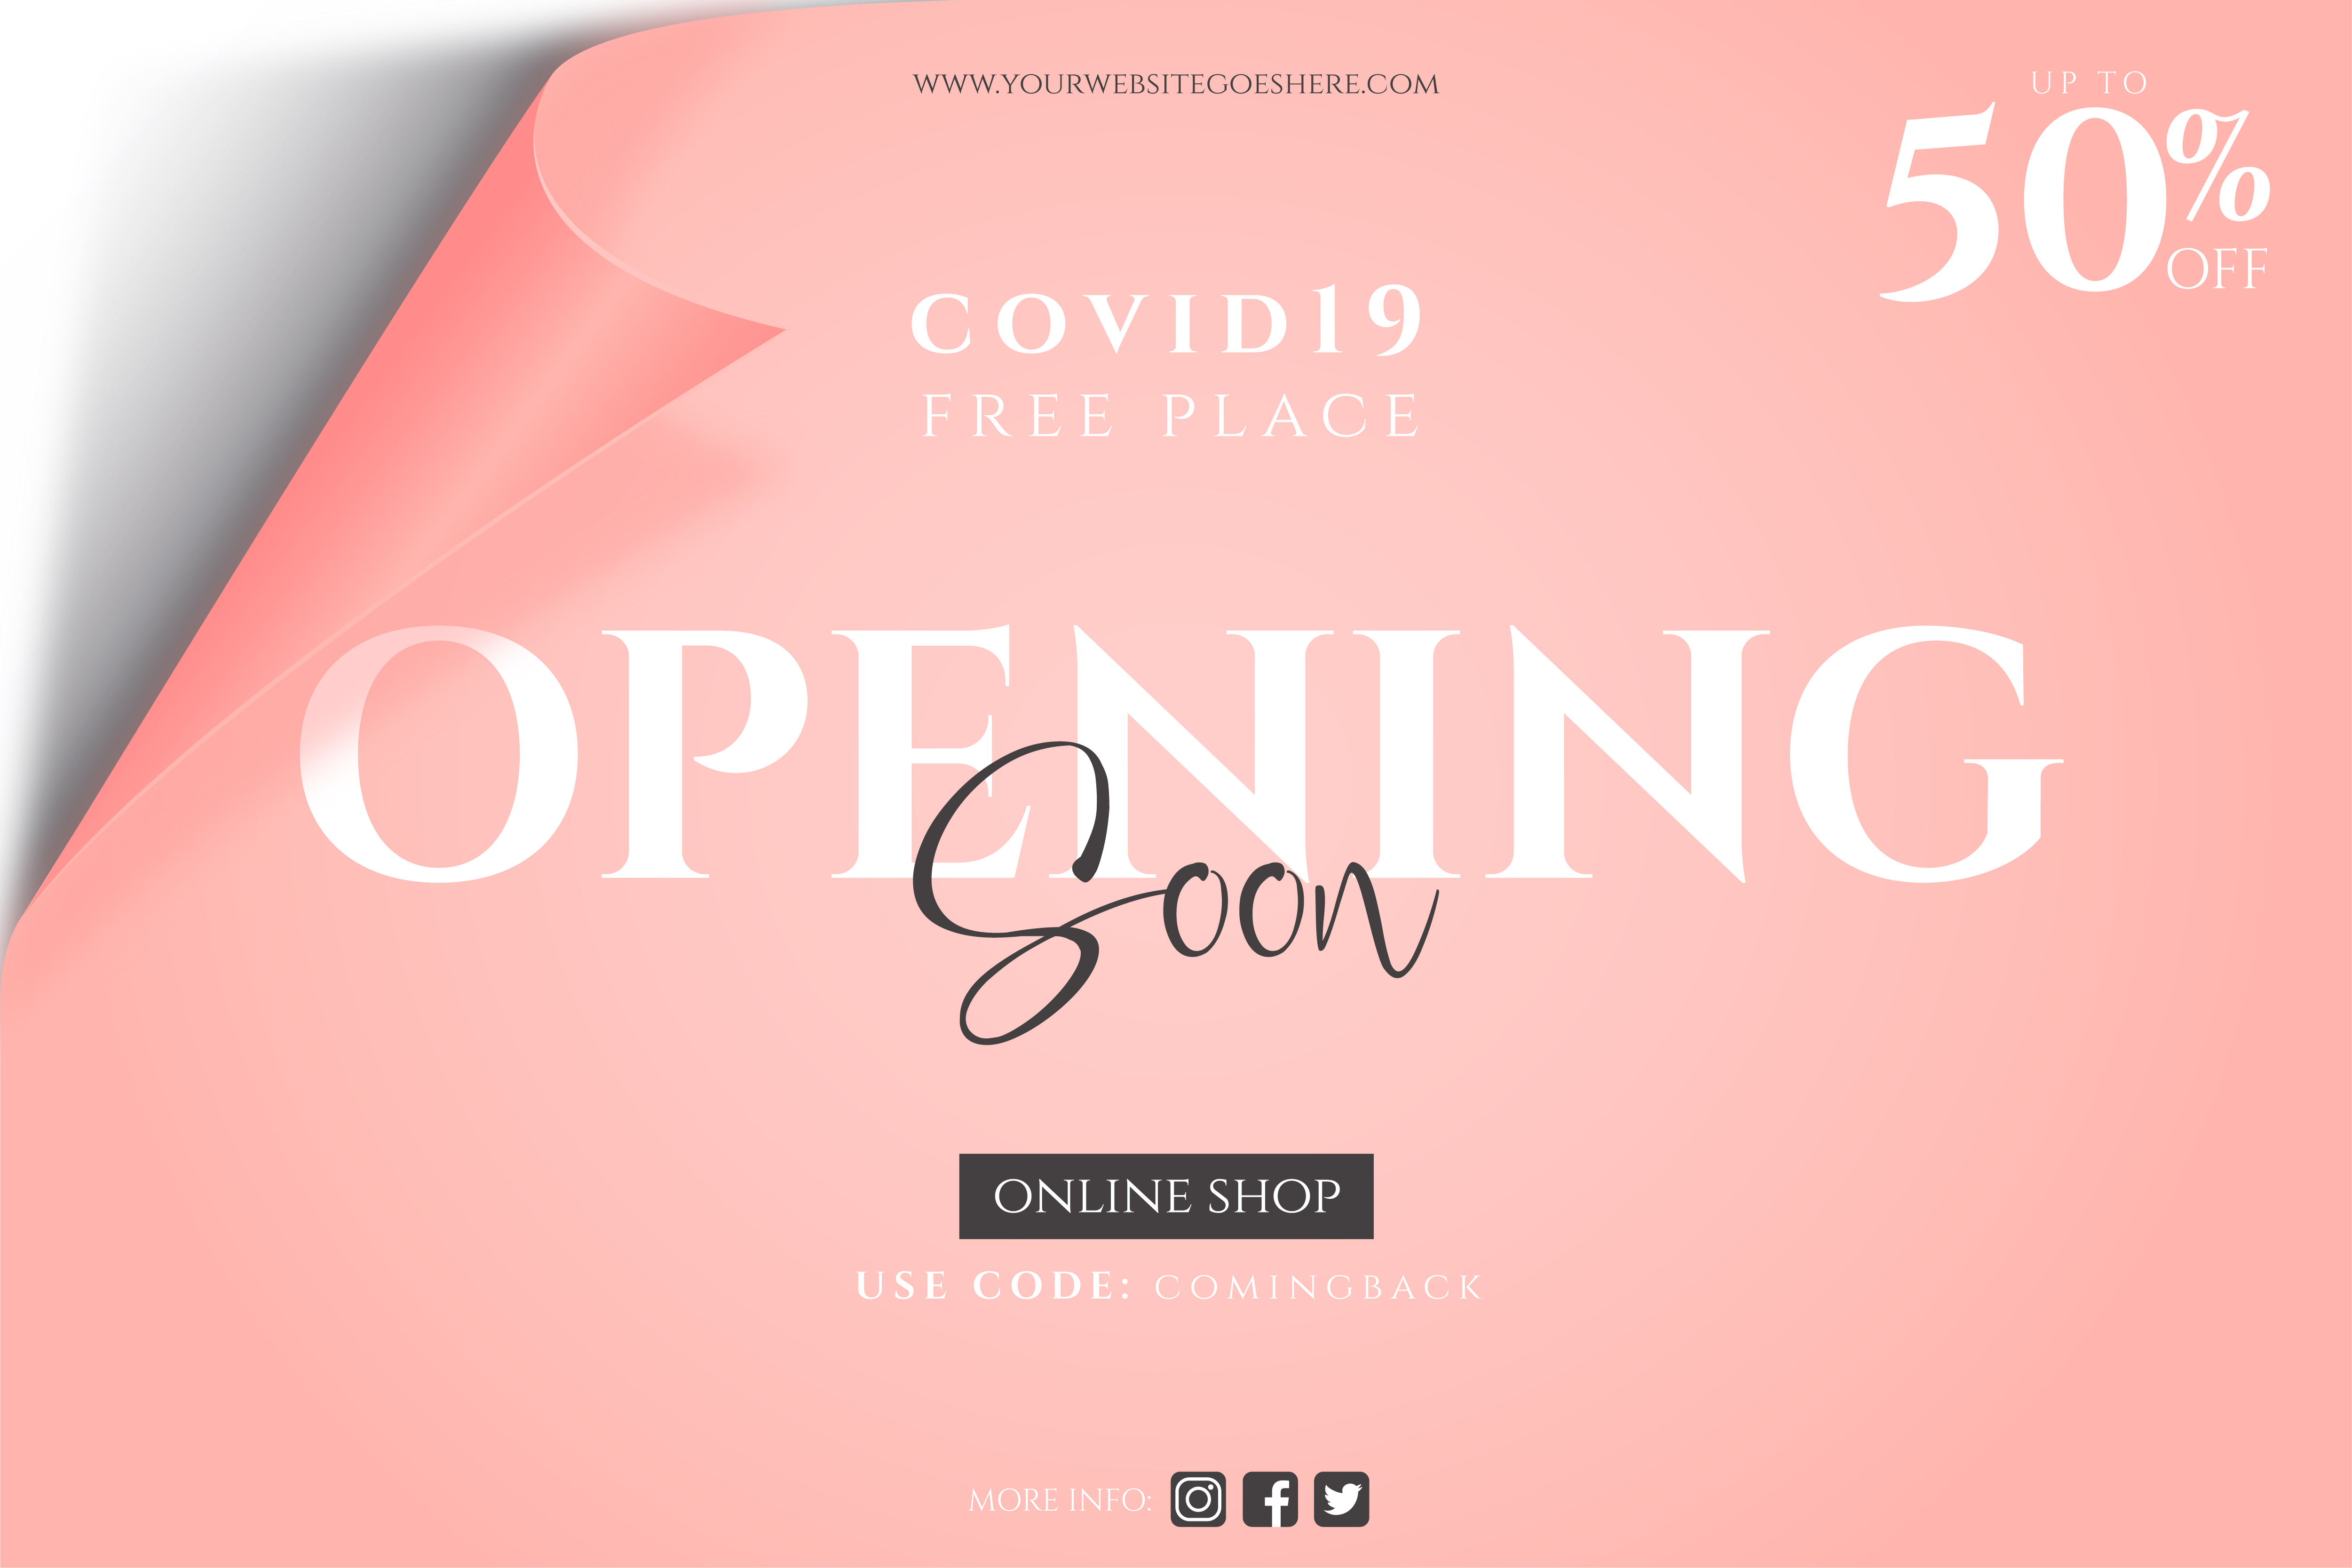 WWW.YOURWEBSITEGOESHERE.COM
UP TO
50%
OFF
COVID19
FREE PLACE
OPENING
Soon
ONLINE SHOP
USE CODE: COMINGBACK
MORE INFO: